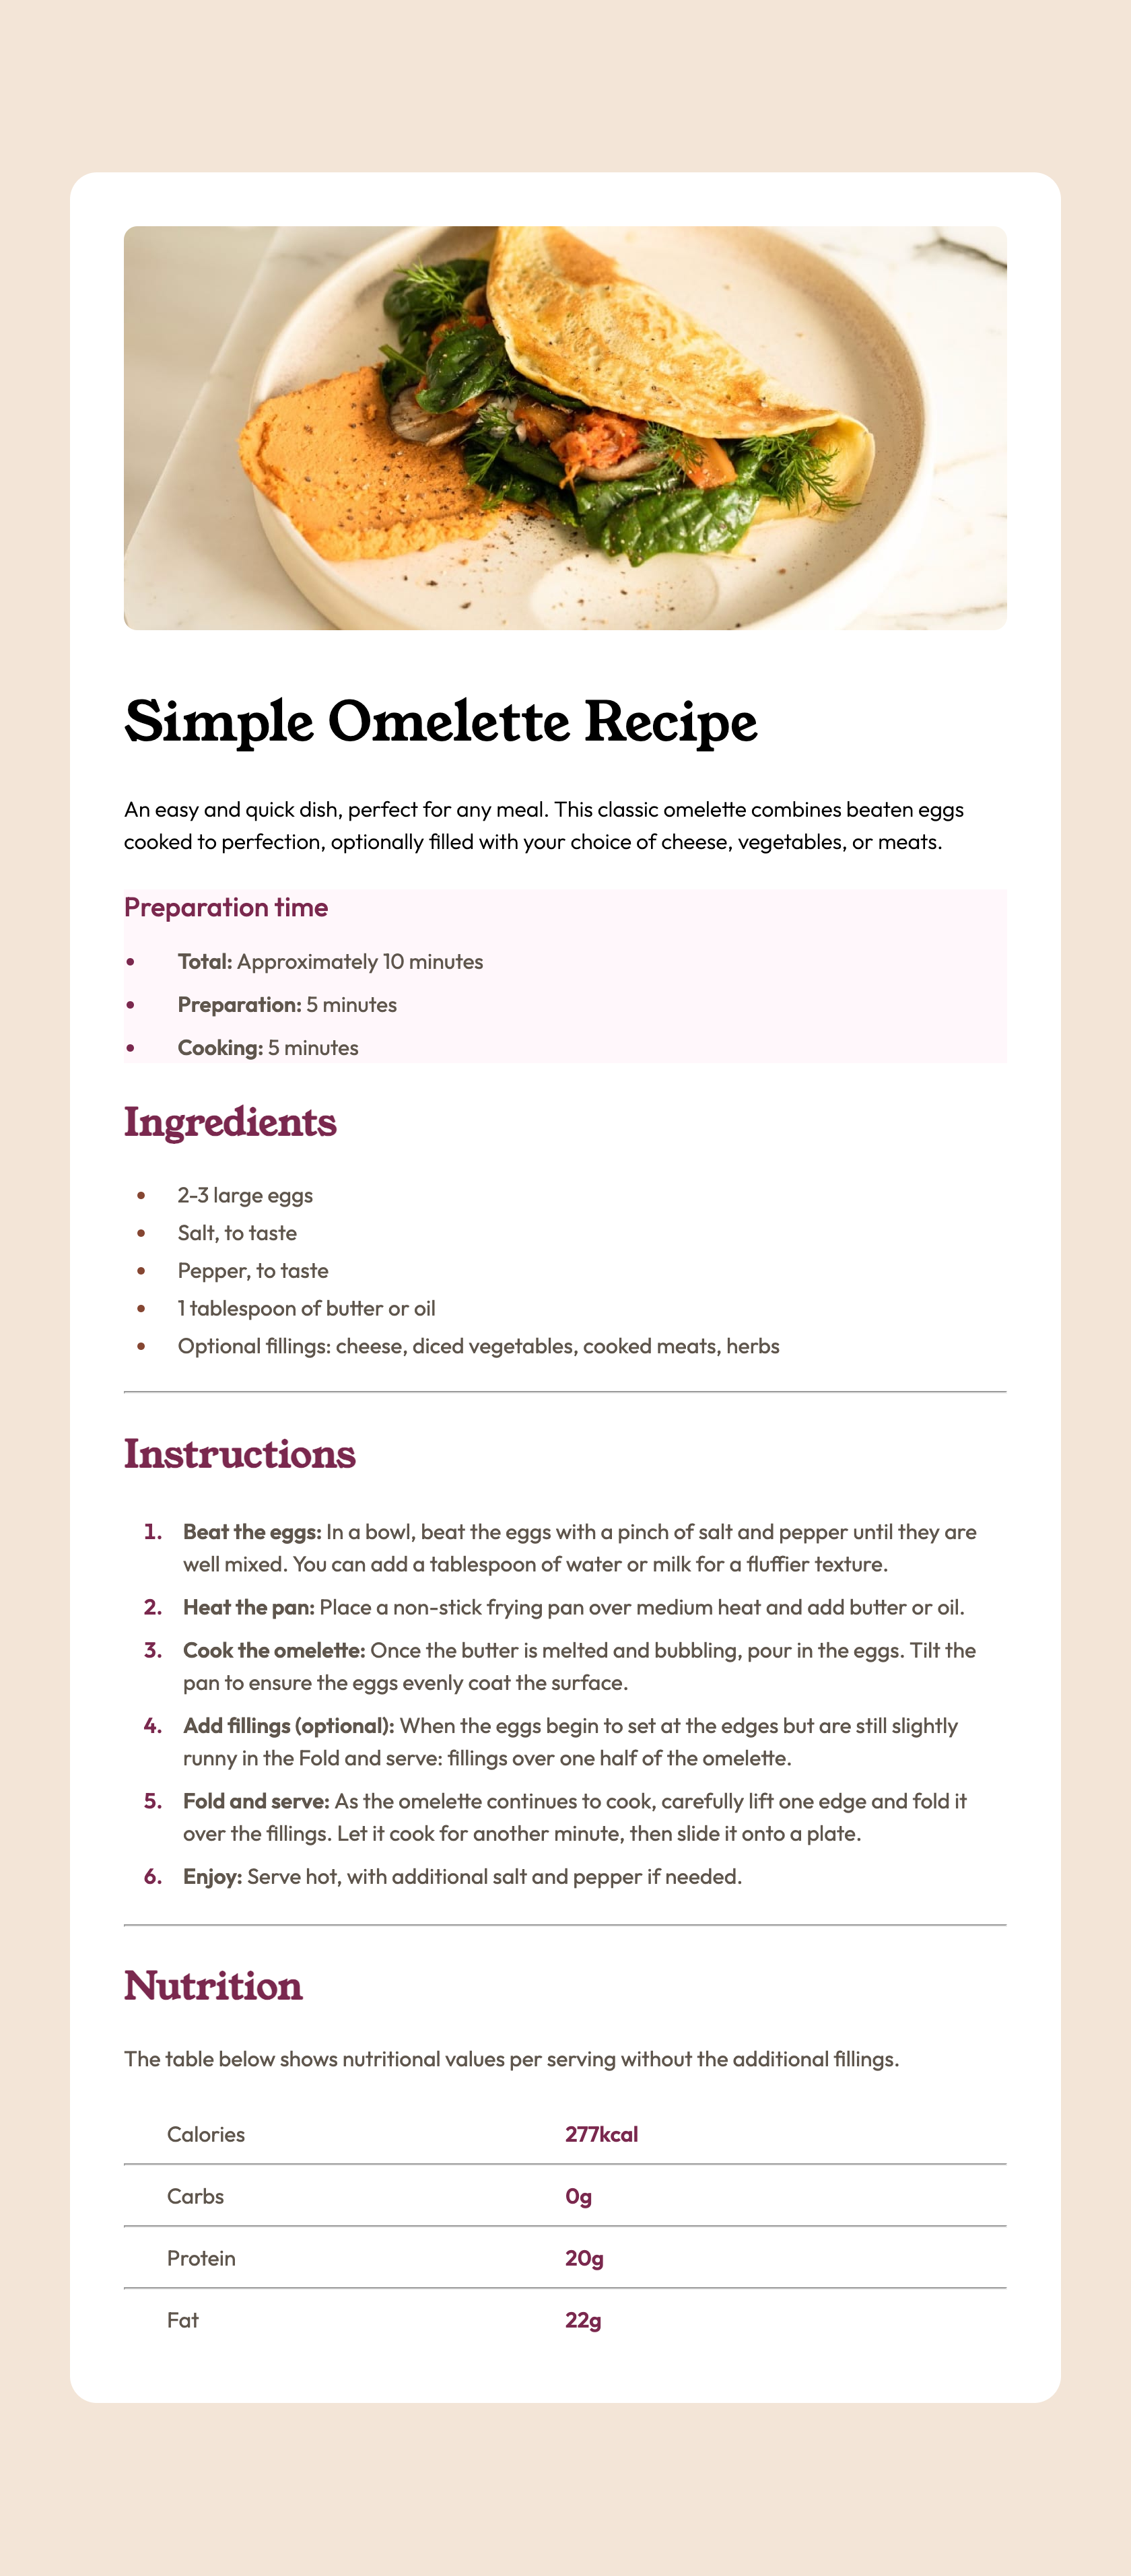 Simple Omelette Recipe
An easy and quick dish, perfect for any meal. This classic omelette combines beaten eggs
cooked to perfection, optionally filled with your choice of cheese, vegetables, or meats.
Preparation time
• Total: Approximately 10 minutes
• Preparation: 5 minutes
• Cooking: 5 minutes
Ingredients
• 2-3 large eggs
• Salt, to taste
• Pepper, to taste
• 1 tablespoon of butter or oil
• Optional fillings: cheese, diced vegetables, cooked meats, herbs
Instructions
1. Beat the eggs: In a bowl, beat the eggs with a pinch of salt and pepper until they are
well mixed. You can add a tablespoon of water or milk for a fluffier texture.
2. Heat the pan: Place a non-stick frying pan over medium heat and add butter or oil.
3. Cook the omelette: Once the butter is melted and bubbling, pour in the eggs. Tilt the
pan to ensure the eggs evenly coat the surface.
4. Add fillings (optional): When the eggs begin to set at the edges but are still slightly
runny in the Fold and serve: fillings over one half of the omelette.
5. Fold and serve: As the omelette continues to cook, carefully lift one edge and fold it
over the fillings. Let it cook for another minute, then slide it onto a plate.
6. Enjoy: Serve hot, with additional salt and pepper if needed.
Nutrition
The table below shows nutritional values per serving without the additional fillings.
Calories 277kcal
Carbs 0g
Protein 20g
Fat 22g